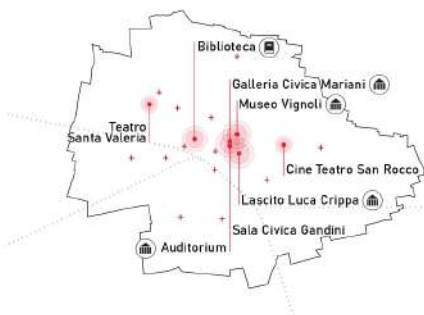 Biblioteca
Galleria Civica Mariani
Museo Vignoli
Teatro
Santa Valeria
Cine Teatro San Rocco
Lascito Luca Crippa
Sala Civica Gandini
Auditorium